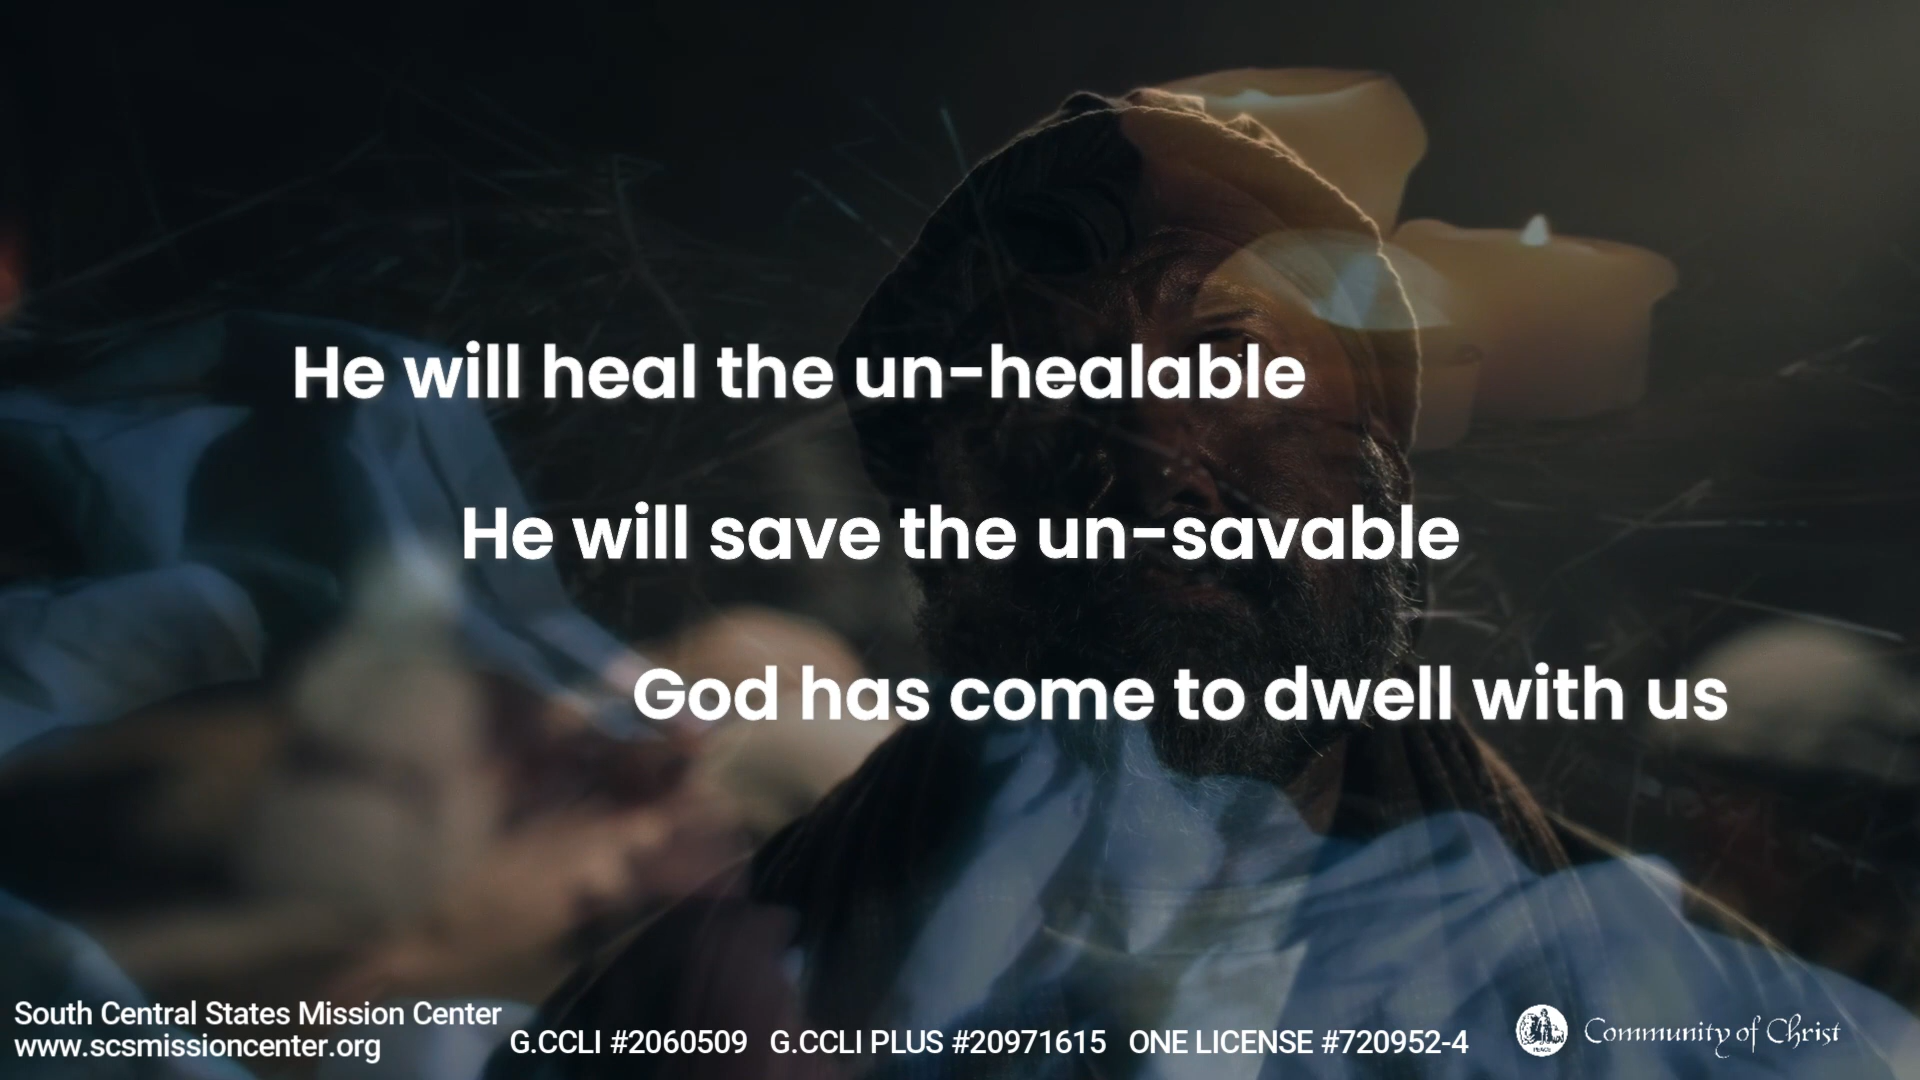 He will heal the un-healable
He will save the un-savable
God has come to dwell with us
South Central States Mission Center
www.scsmissioncenter.org
G.CCLI #2060509 G.CCLI PLUS #20971615 ONE LICENSE #720952-4
PEACE
Community of Christ